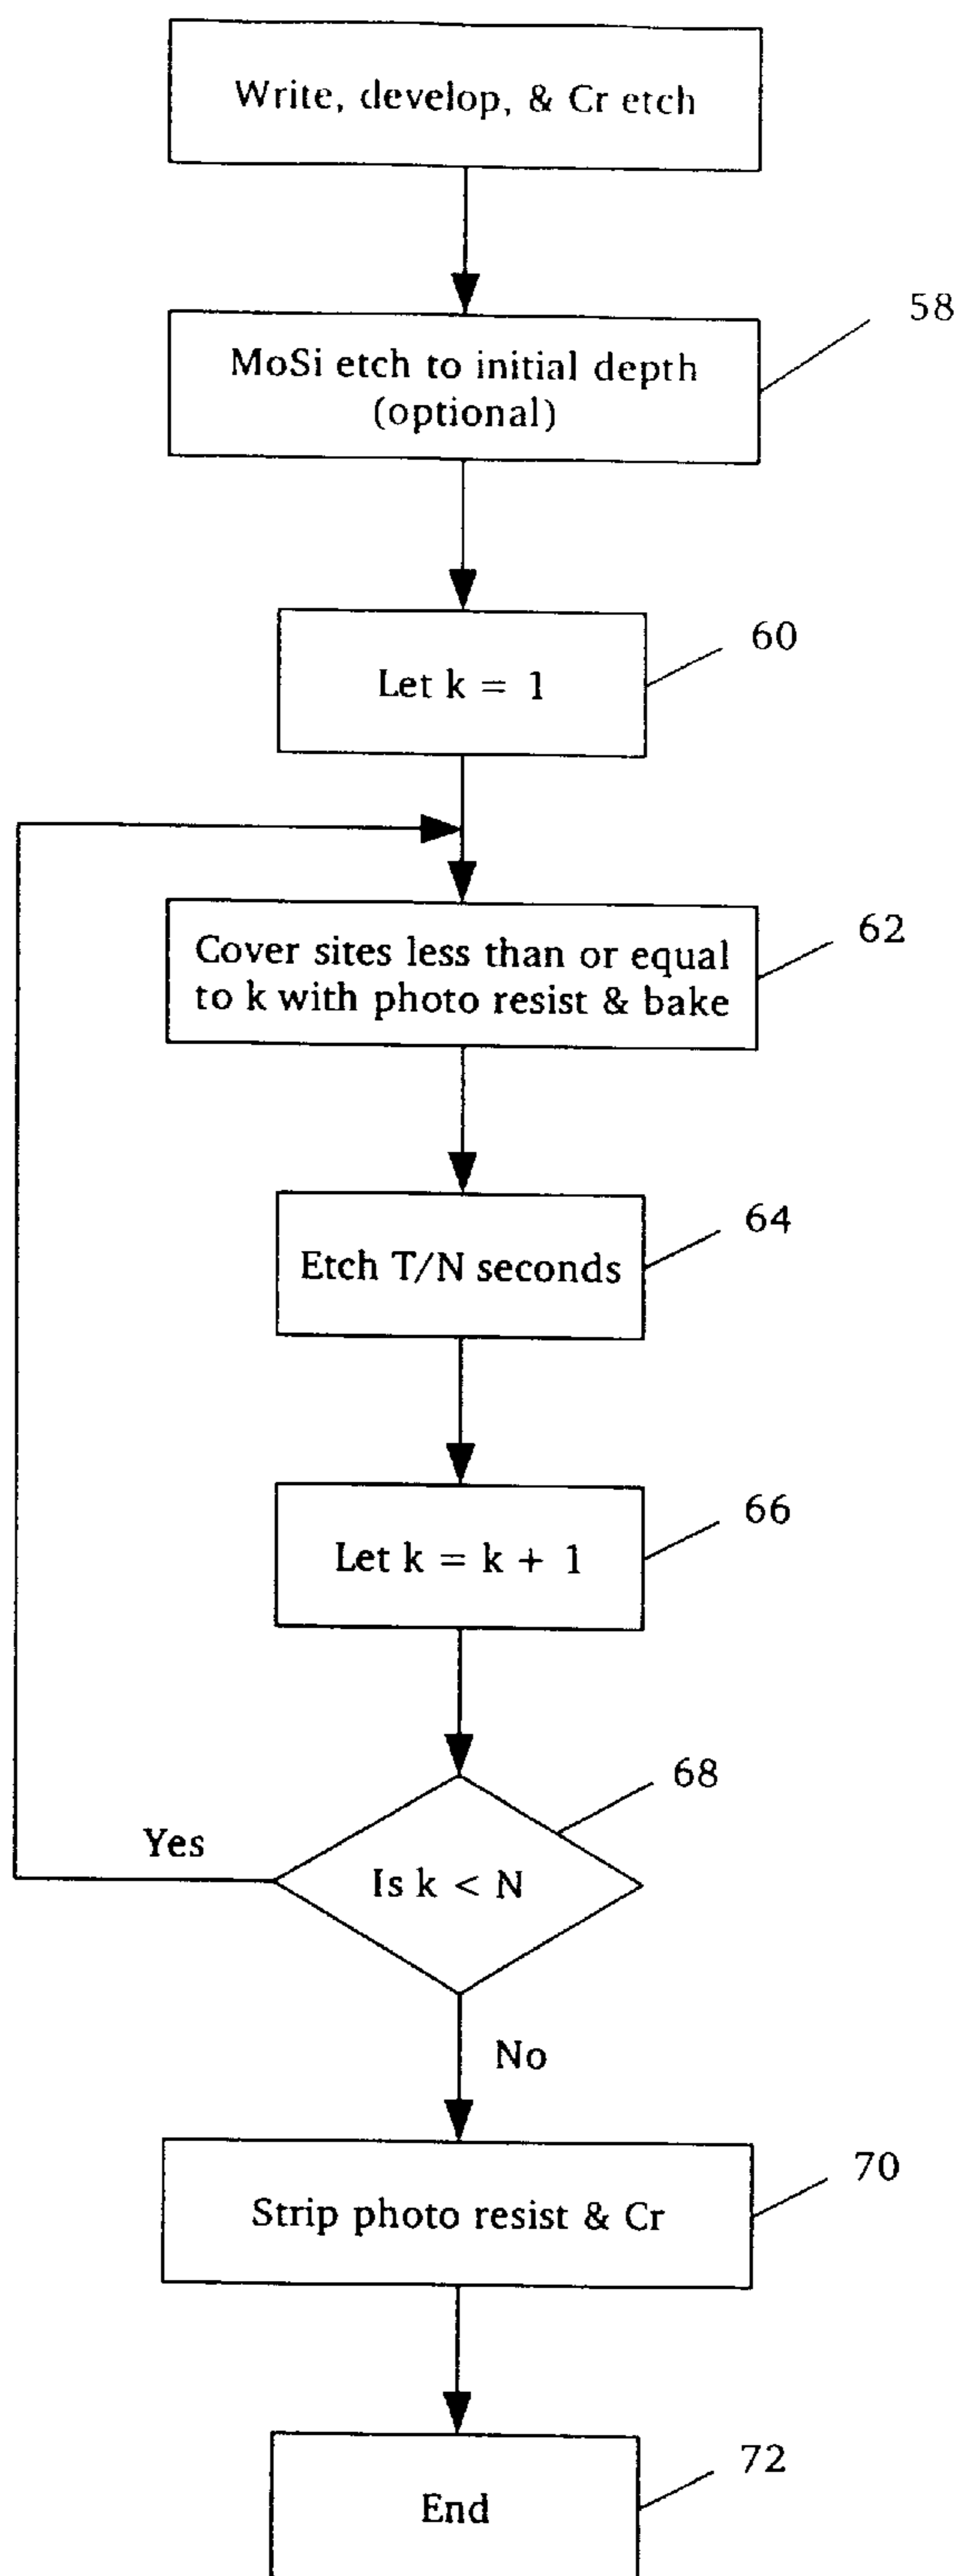 Write, develop, & Cr etch
58
MoSi etch to initial depth
(optional)
60
Let k = 1
62
Cover sites less than or equal
to k with photo resist & bake
64
Etch T/N seconds
66
Let k = k + 1
68
Yes
Is k < N
No
70
Strip photo resist & Cr
72
End